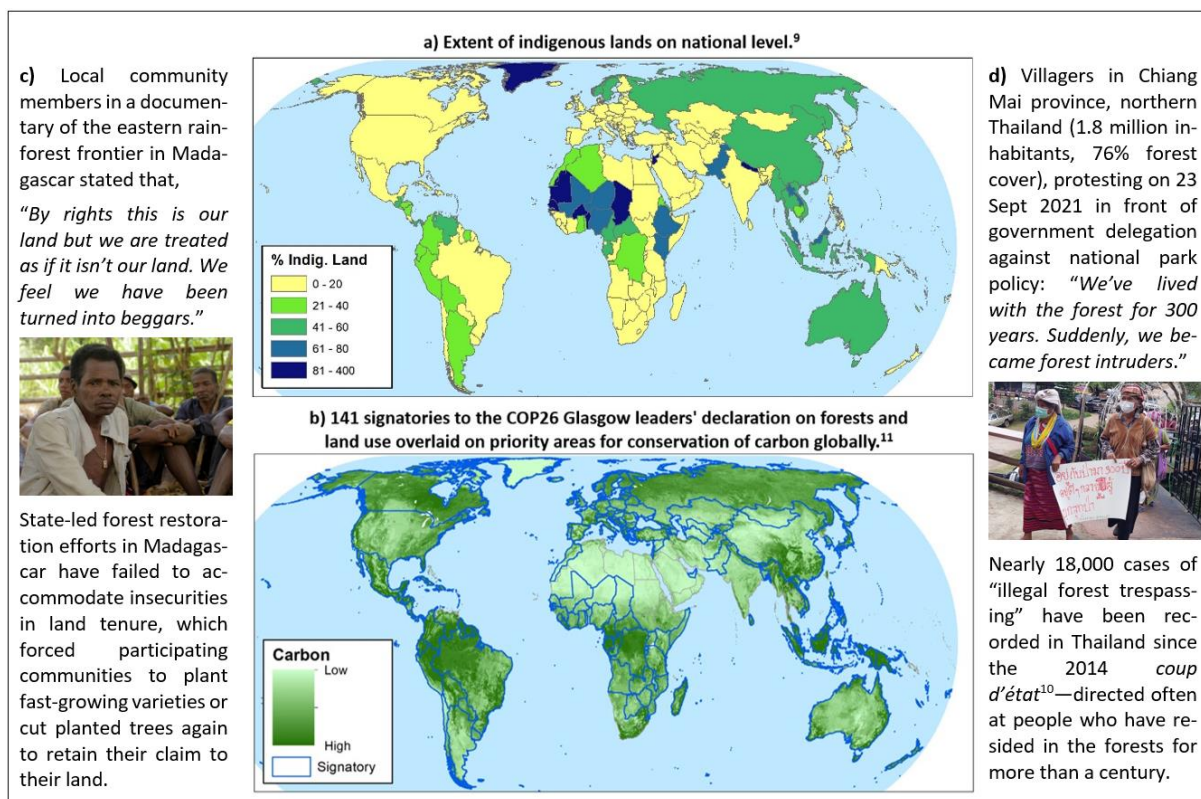 a) Extent of indigenous lands on national level.⁹
c) Local community
members in a documen-
tary of the eastern rain-
forest frontier in Mada-
gascar stated that,
“By rights this is our
land but we are treated
as if it isn’t our land. We
feel we have been
turned into beggars.”
State-led forest restora-
tion efforts in Madagas-
car have failed to ac-
commodate insecurities
in land tenure, which
forced participating
communities to plant
fast-growing varieties or
cut planted trees again
to retain their claim to
their land.
% Indig. Land
0 - 20
21 - 40
41 - 60
61 - 80
81 - 400
b) 141 signatories to the COP26 Glasgow leaders' declaration on forests and
land use overlaid on priority areas for conservation of carbon globally.¹¹
Carbon
Low
High
Signatory
d) Villagers in Chiang
Mai province, northern
Thailand (1.8 million in-
habitants, 76% forest
cover), protesting on 23
Sept 2021 in front of
government delegation
against national park
policy: “We’ve lived
with the forest for 300
years. Suddenly, we be-
came forest intruders.”
Nearly 18,000 cases of
“illegal forest trespass-
ing” have been rec-
orded in Thailand since
the 2014 coup
d’état¹⁰—directed often
at people who have re-
sided in the forests for
more than a century.